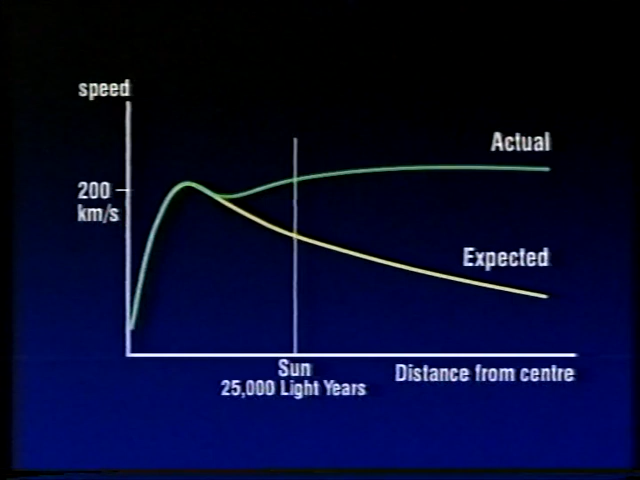 speed
Actual
200
km/s
Expected
Sun
25,000 Light Years
Distance from centre